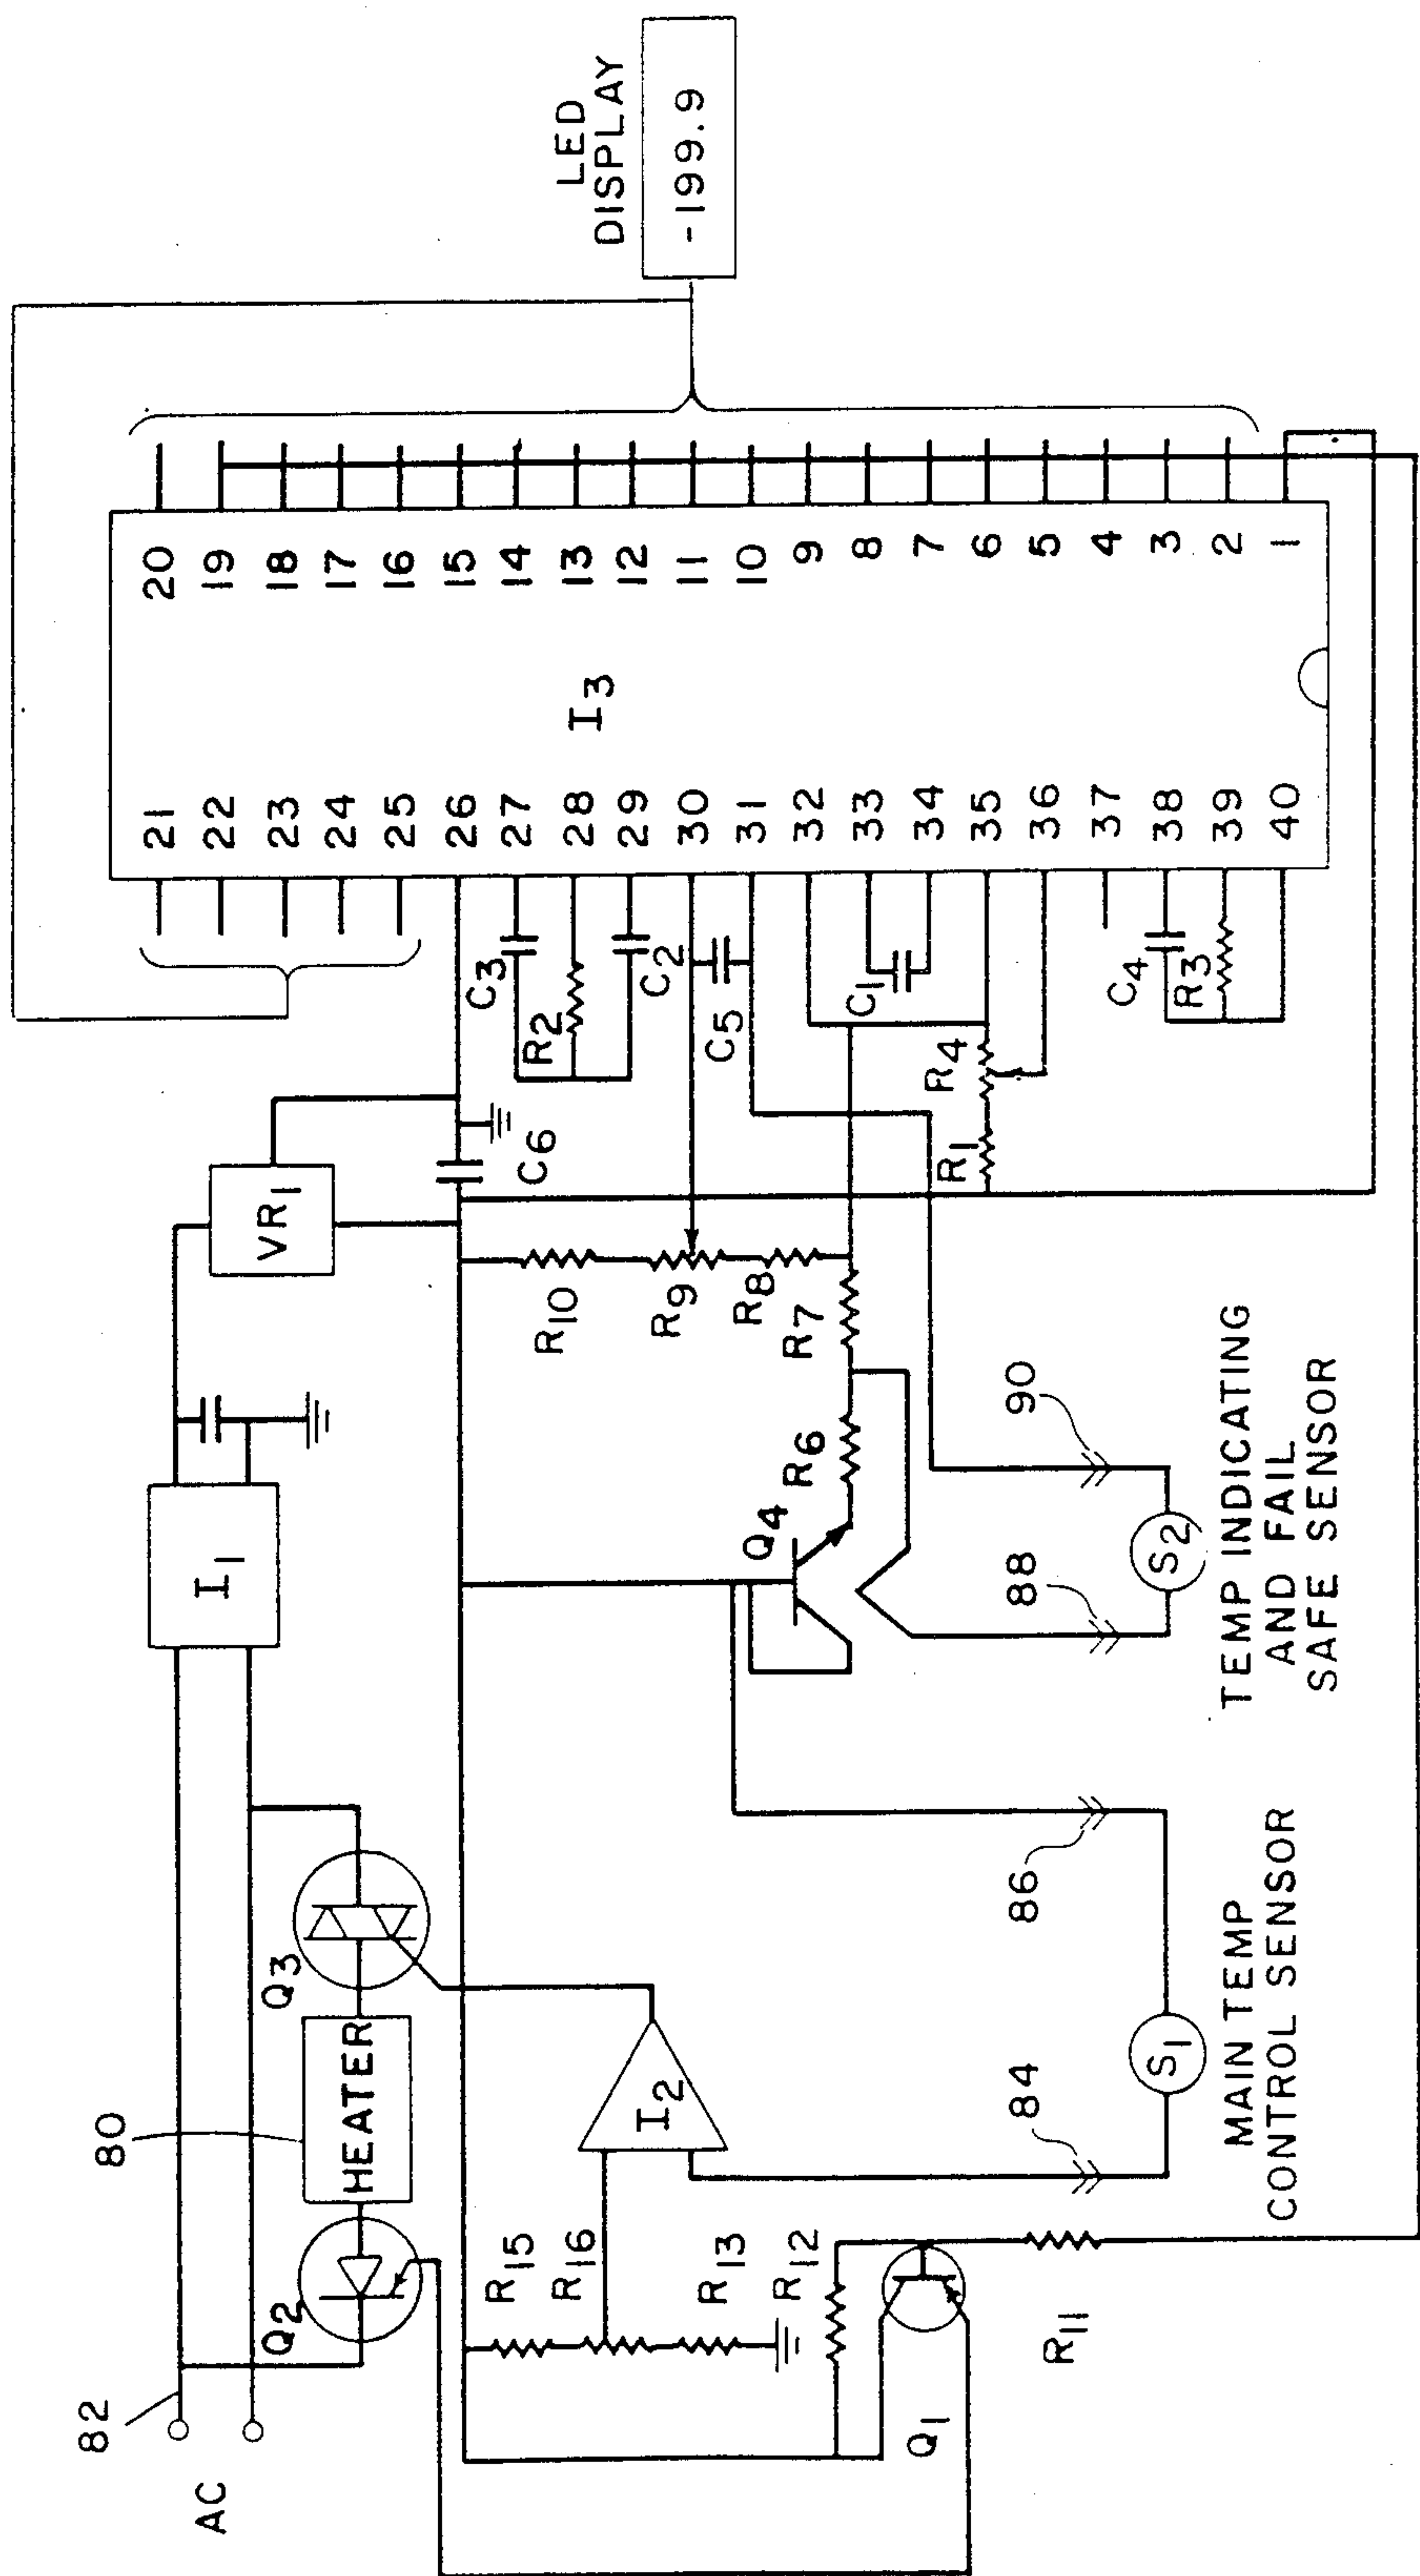 AC
82
80
Q2
HEATER
Q3
I1
VR1
C6
R15
R16
R13
R12
I2
Q1
R11
84
86
S1
MAIN TEMP
CONTROL SENSOR
Q4
R6
R7
R8
R9
R10
88
90
S2
TEMP INDICATING
AND FAIL
SAFE SENSOR
C3
R2
C2
C5
C1
R4
R1
C4
R3
21
22
23
24
25
26
27
28
29
30
31
32
33
34
35
36
37
38
39
40
I3
20
19
18
17
16
15
14
13
12
11
10
9
8
7
6
5
4
3
2
1
LED
DISPLAY
-199.9